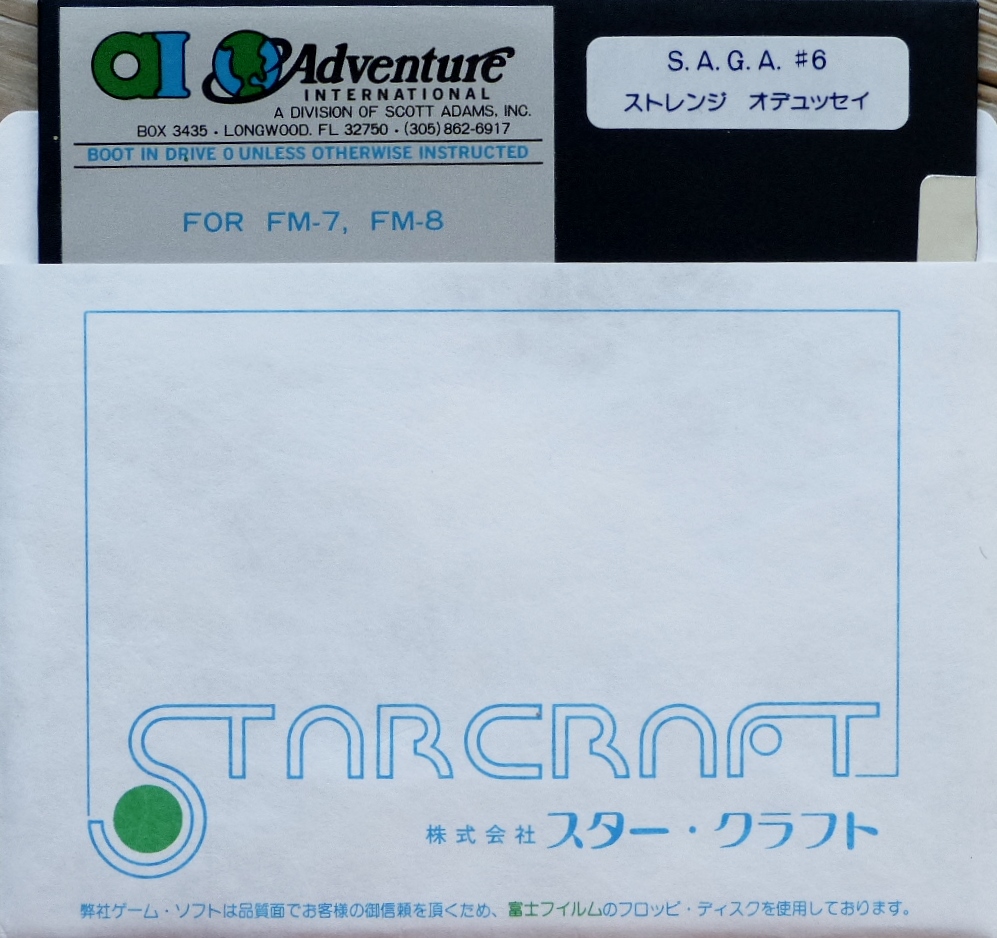 ai Adventure
INTERNATIONAL
A DIVISION OF SCOTT ADAMS, INC.
BOX 3435 · LONGWOOD. FL 32750 · (305) 862-6917
BOOT IN DRIVE 0 UNLESS OTHERWISE INSTRUCTED
FOR FM-7, FM-8
S. A. G. A. #6
ストレンジ オデュッセイ
STARCRAFT
株式会社 スター・クラフト
弊社ゲーム・ソフトは品質面でお客様の御信頼を頂くため、富士フイルムのフロッピ・ディスクを使用しております。